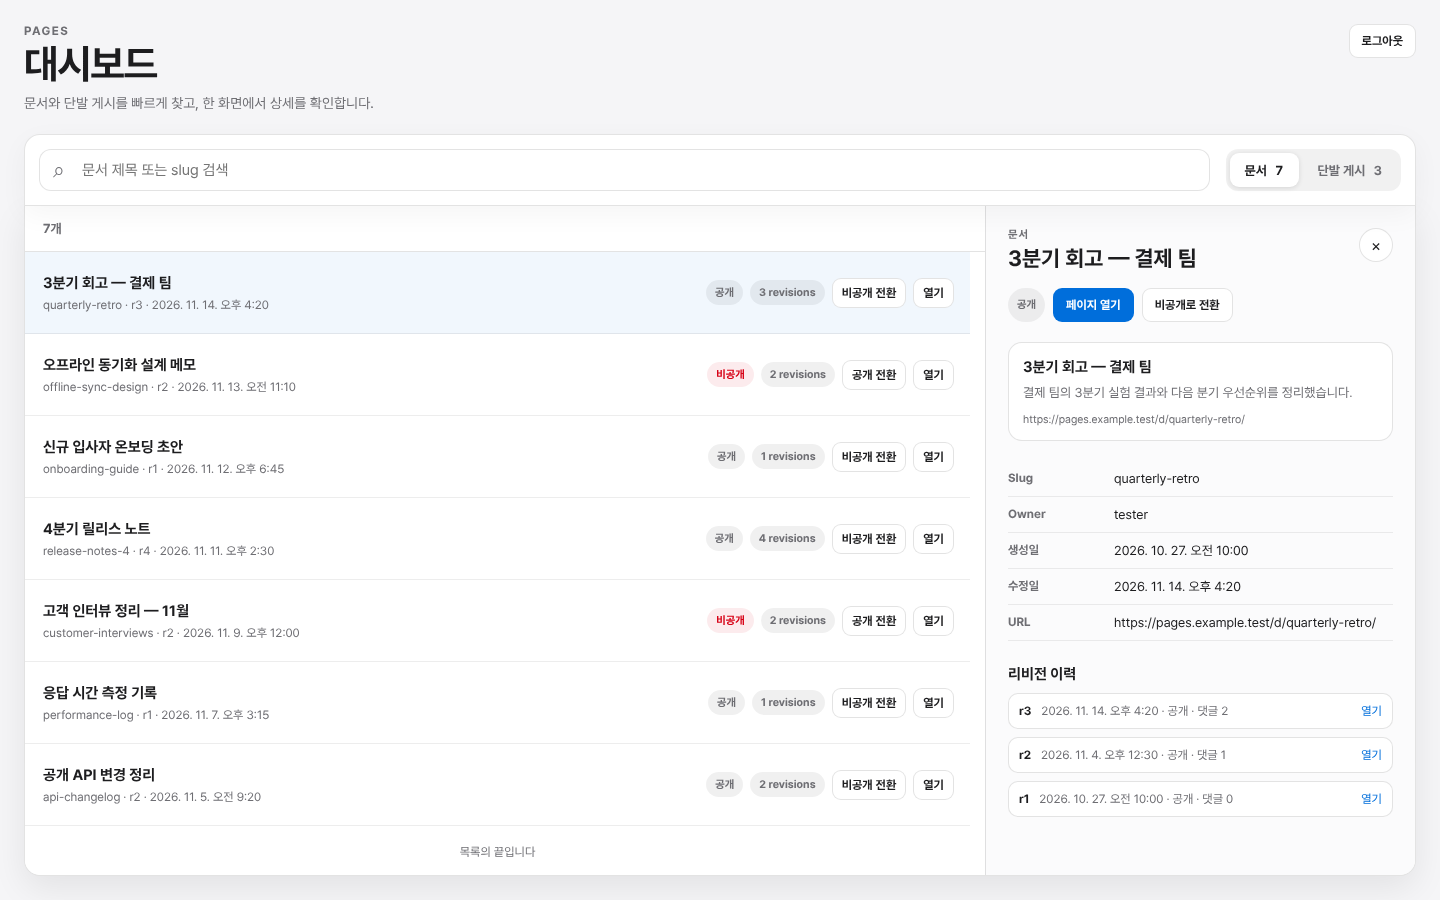 PAGES
대시보드
문서와 단발 게시를 빠르게 찾고, 한 화면에서 상세를 확인합니다.
로그아웃
문서 제목 또는 slug 검색
문서 7
단발 게시 3
7개
3분기 회고 — 결제 팀
quarterly-retro · r3 · 2026. 11. 14. 오후 4:20
공개 3 revisions 비공개 전환 열기
오프라인 동기화 설계 메모
offline-sync-design · r2 · 2026. 11. 13. 오전 11:10
비공개 2 revisions 공개 전환 열기
신규 입사자 온보딩 초안
onboarding-guide · r1 · 2026. 11. 12. 오후 6:45
공개 1 revisions 비공개 전환 열기
4분기 릴리스 노트
release-notes-4 · r4 · 2026. 11. 11. 오후 2:30
공개 4 revisions 비공개 전환 열기
고객 인터뷰 정리 — 11월
customer-interviews · r2 · 2026. 11. 9. 오후 12:00
비공개 2 revisions 공개 전환 열기
응답 시간 측정 기록
performance-log · r1 · 2026. 11. 7. 오후 3:15
공개 1 revisions 비공개 전환 열기
공개 API 변경 정리
api-changelog · r2 · 2026. 11. 5. 오전 9:20
공개 2 revisions 비공개 전환 열기
목록의 끝입니다
문서
3분기 회고 — 결제 팀
×
공개 페이지 열기 비공개로 전환
3분기 회고 — 결제 팀
결제 팀의 3분기 실험 결과와 다음 분기 우선순위를 정리했습니다.
https://pages.example.test/d/quarterly-retro/
Slug quarterly-retro
Owner tester
생성일 2026. 10. 27. 오전 10:00
수정일 2026. 11. 14. 오후 4:20
URL https://pages.example.test/d/quarterly-retro/
리비전 이력
r3 2026. 11. 14. 오후 4:20 · 공개 · 댓글 2 열기
r2 2026. 11. 4. 오후 12:30 · 공개 · 댓글 1 열기
r1 2026. 10. 27. 오전 10:00 · 공개 · 댓글 0 열기